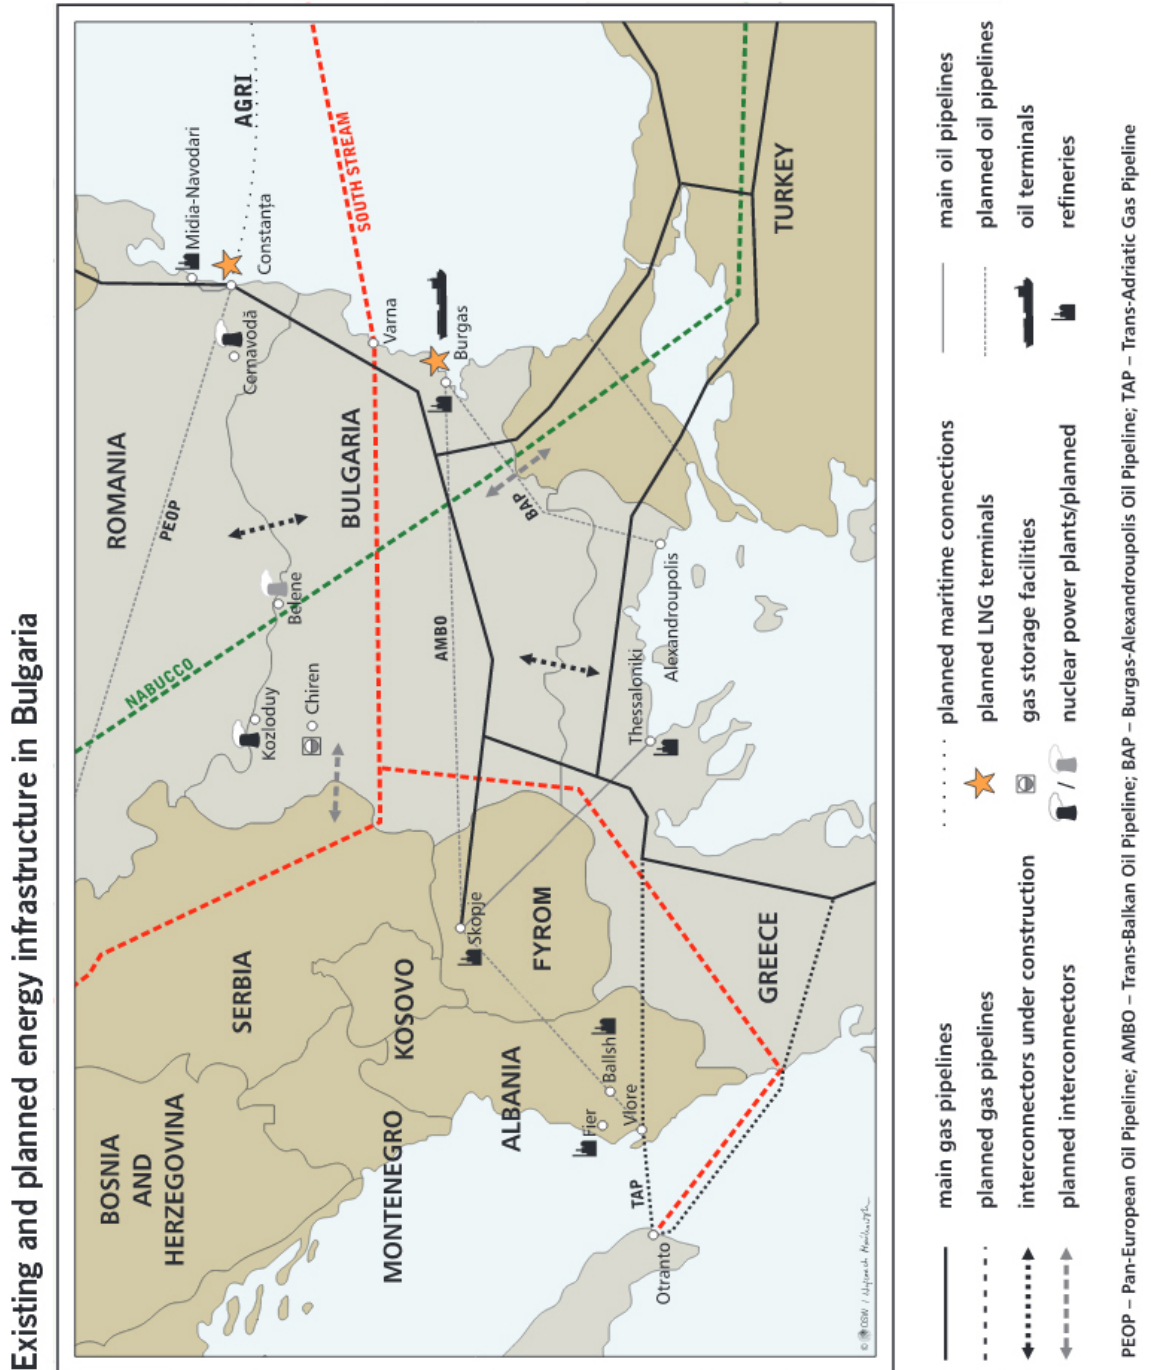 Existing and planned energy infrastructure in Bulgaria
BOSNIA
AND
HERZEGOVINA
SERBIA
ROMANIA
PEOP
NABUCCO
Kozloduy
Chiren
Belene
Cernavodă
Midia-Navodari
Constanţa
AGRI
SOUTH STREAM
MONTENEGRO
KOSOVO
BULGARIA
Varna
Burgas
AMBO
BAP
ALBANIA
Skopje
FYROM
Fier
Ballsh
Vlore
TAP
Otranto
GREECE
Thessaloniki
Alexandroupolis
TURKEY
main gas pipelines
planned gas pipelines
interconnectors under construction
planned interconnectors
planned maritime connections
planned LNG terminals
gas storage facilities
/
nuclear power plants/planned
main oil pipelines
planned oil pipelines
oil terminals
refineries
PEOP – Pan-European Oil Pipeline; AMBO – Trans-Balkan Oil Pipeline; BAP – Burgas-Alexandroupolis Oil Pipeline; TAP – Trans-Adriatic Gas Pipeline
© OSW /